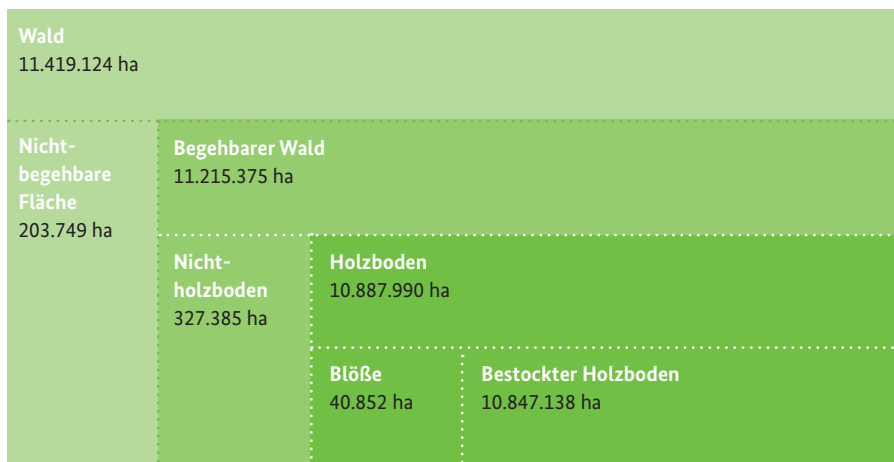 Wald
11.419.124 ha
Nicht-
begehbare
Fläche
203.749 ha
Begehbarer Wald
11.215.375 ha
Nicht-
holzboden
327.385 ha
Holzboden
10.887.990 ha
Blöße
40.852 ha
Bestockter Holzboden
10.847.138 ha